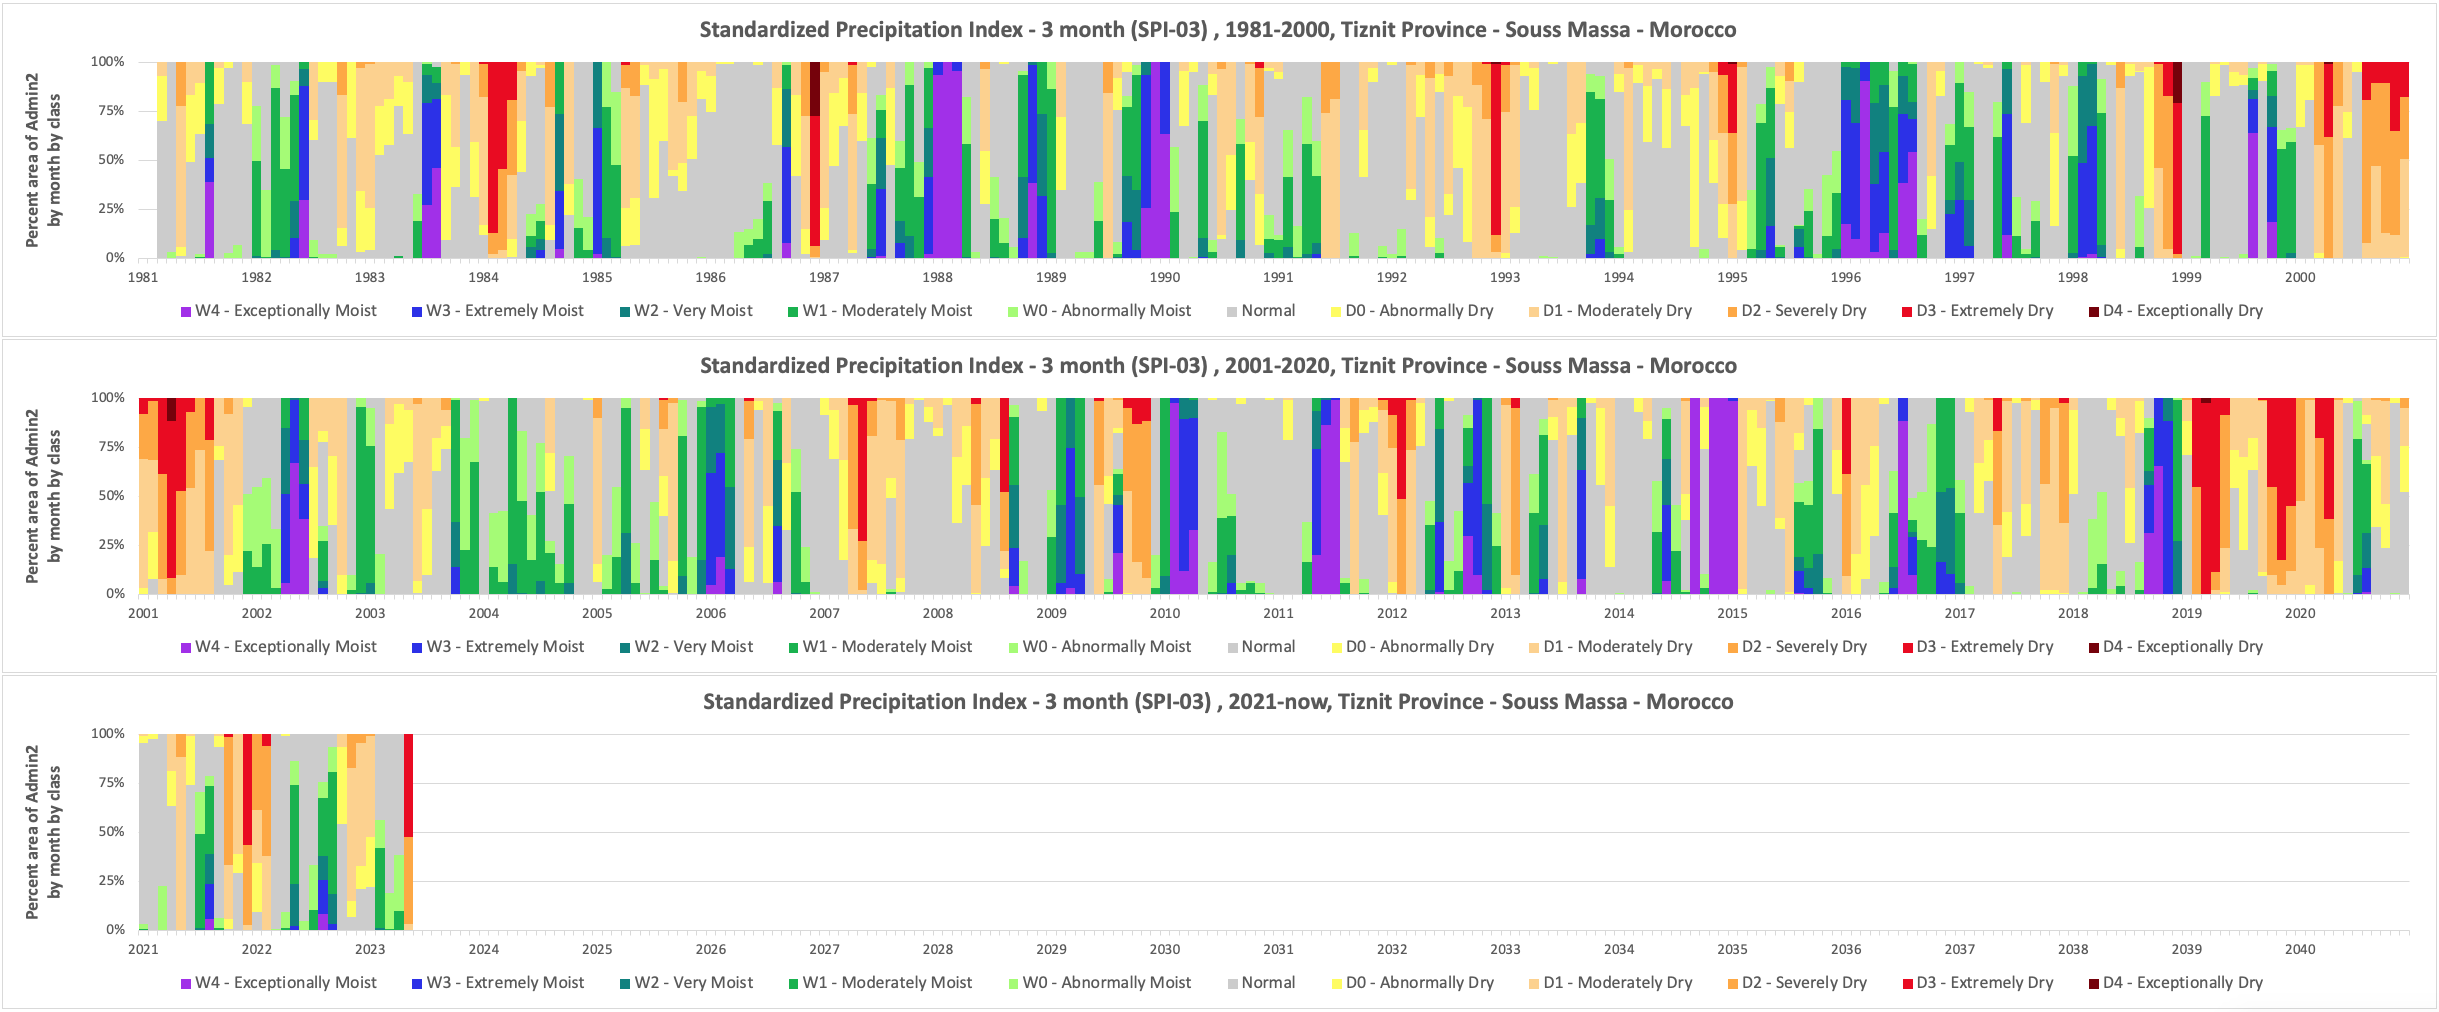 Standardized Precipitation Index - 3 month (SPI-03) , 1981-2000, Tiznit Province - Souss Massa - Morocco
Percent area of Admin2
by month by class
100%
75%
50%
25%
0%
1981 1982 1983 1984 1985 1986 1987 1988 1989 1990 1991 1992 1993 1994 1995 1996 1997 1998 1999 2000
W4 - Exceptionally Moist W3 - Extremely Moist W2 - Very Moist W1 - Moderately Moist W0 - Abnormally Moist Normal D0 - Abnormally Dry D1 - Moderately Dry D2 - Severely Dry D3 - Extremely Dry D4 - Exceptionally Dry
Standardized Precipitation Index - 3 month (SPI-03) , 2001-2020, Tiznit Province - Souss Massa - Morocco
Percent area of Admin2
by month by class
100%
75%
50%
25%
0%
2001 2002 2003 2004 2005 2006 2007 2008 2009 2010 2011 2012 2013 2014 2015 2016 2017 2018 2019 2020
W4 - Exceptionally Moist W3 - Extremely Moist W2 - Very Moist W1 - Moderately Moist W0 - Abnormally Moist Normal D0 - Abnormally Dry D1 - Moderately Dry D2 - Severely Dry D3 - Extremely Dry D4 - Exceptionally Dry
Standardized Precipitation Index - 3 month (SPI-03) , 2021-now, Tiznit Province - Souss Massa - Morocco
Percent area of Admin2
by month by class
100%
75%
50%
25%
0%
2021 2022 2023 2024 2025 2026 2027 2028 2029 2030 2031 2032 2033 2034 2035 2036 2037 2038 2039 2040
W4 - Exceptionally Moist W3 - Extremely Moist W2 - Very Moist W1 - Moderately Moist W0 - Abnormally Moist Normal D0 - Abnormally Dry D1 - Moderately Dry D2 - Severely Dry D3 - Extremely Dry D4 - Exceptionally Dry